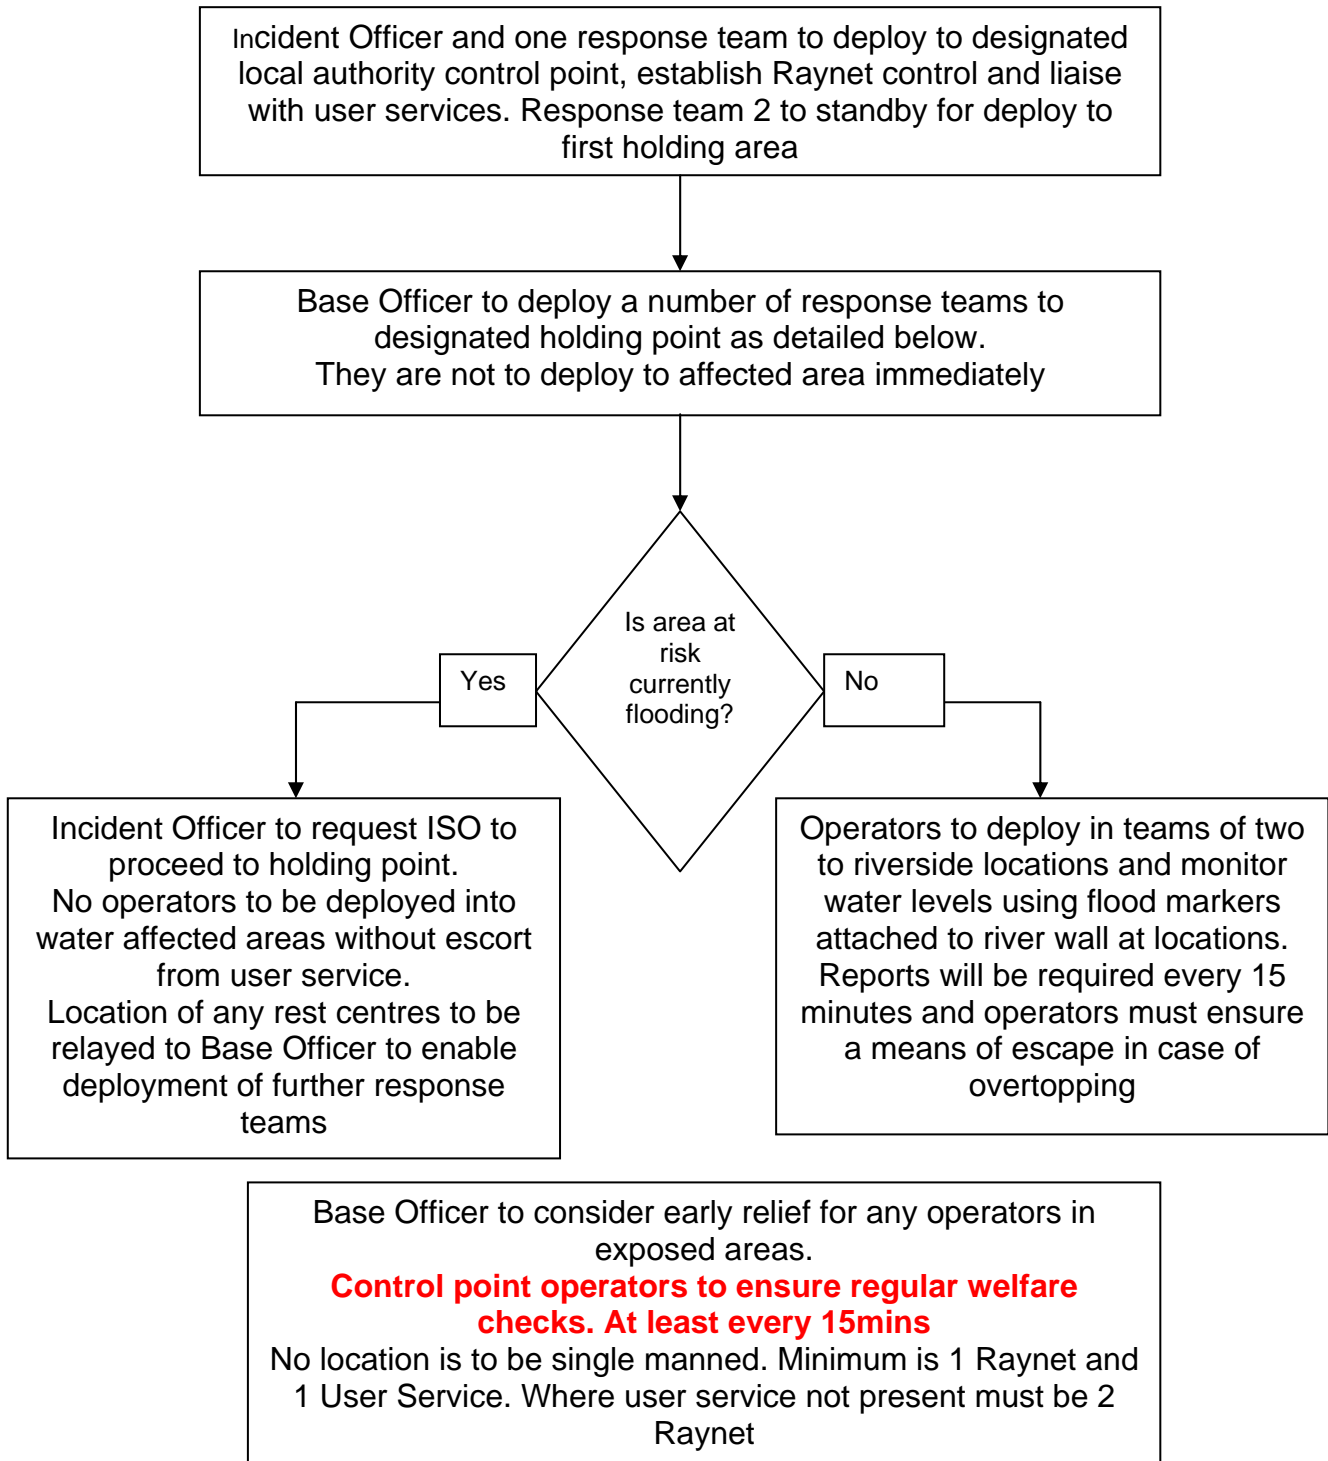 Incident Officer and one response team to deploy to designated
local authority control point, establish Raynet control and liaise
with user services. Response team 2 to standby for deploy to
first holding area
Base Officer to deploy a number of response teams to
designated holding point as detailed below.
They are not to deploy to affected area immediately
Is area at
risk
currently
flooding?
Yes
No
Incident Officer to request ISO to
proceed to holding point.
No operators to be deployed into
water affected areas without escort
from user service.
Location of any rest centres to be
relayed to Base Officer to enable
deployment of further response
teams
Operators to deploy in teams of two
to riverside locations and monitor
water levels using flood markers
attached to river wall at locations.
Reports will be required every 15
minutes and operators must ensure
a means of escape in case of
overtopping
Base Officer to consider early relief for any operators in
exposed areas.
Control point operators to ensure regular welfare
checks. At least every 15mins
No location is to be single manned. Minimum is 1 Raynet and
1 User Service. Where user service not present must be 2
Raynet